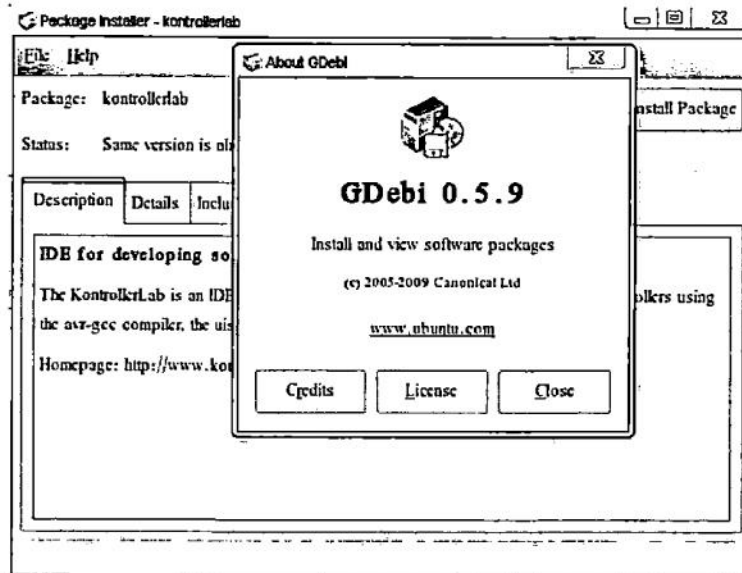 Package Installer - kontrollerlab
File Help
Package: kontrollerlab
Install Package
Status: Same version is
Description Details
IDE for developing
The KontrollerLab is an IDE
using
the avr-gcc compiler, the
Homepage: http://www.
About GDebi
GDebi 0.5.9
Install and view software packages
(c) 2005-2009 Canonical Ltd
www.ubuntu.com
Credits License Close